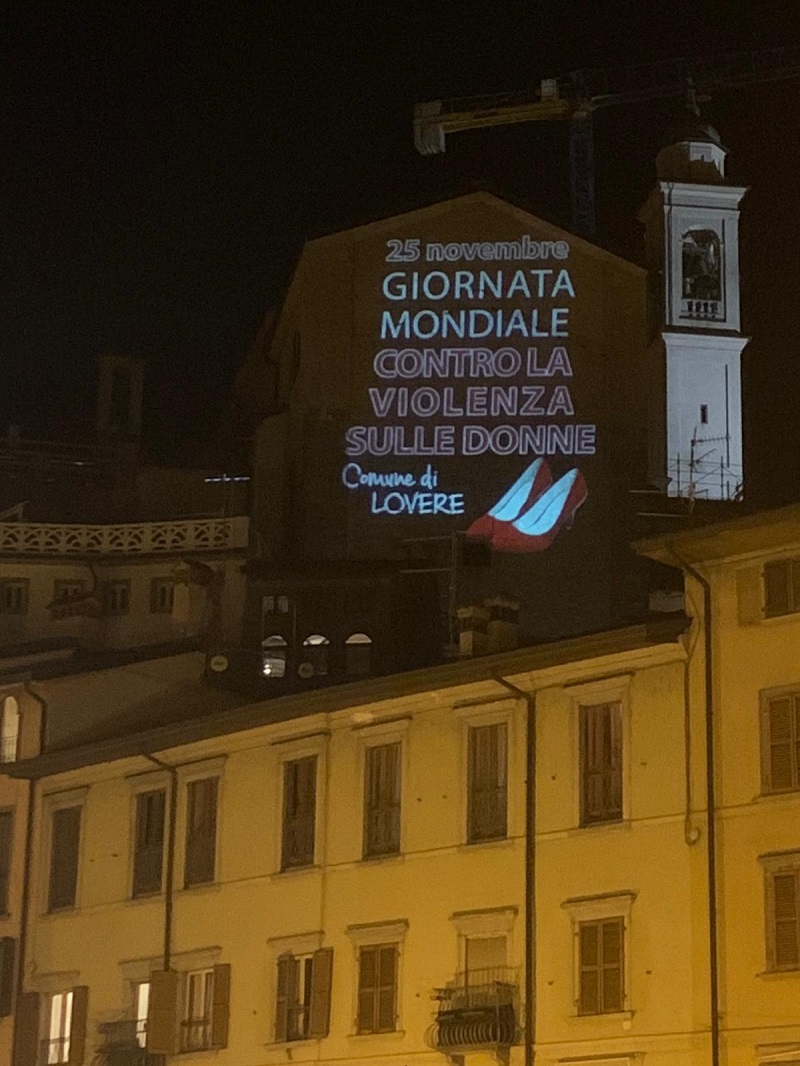 25 novembre
GIORNATA
MONDIALE
CONTRO LA
VIOLENZA
SULLE DONNE
Comune di
LOVERE